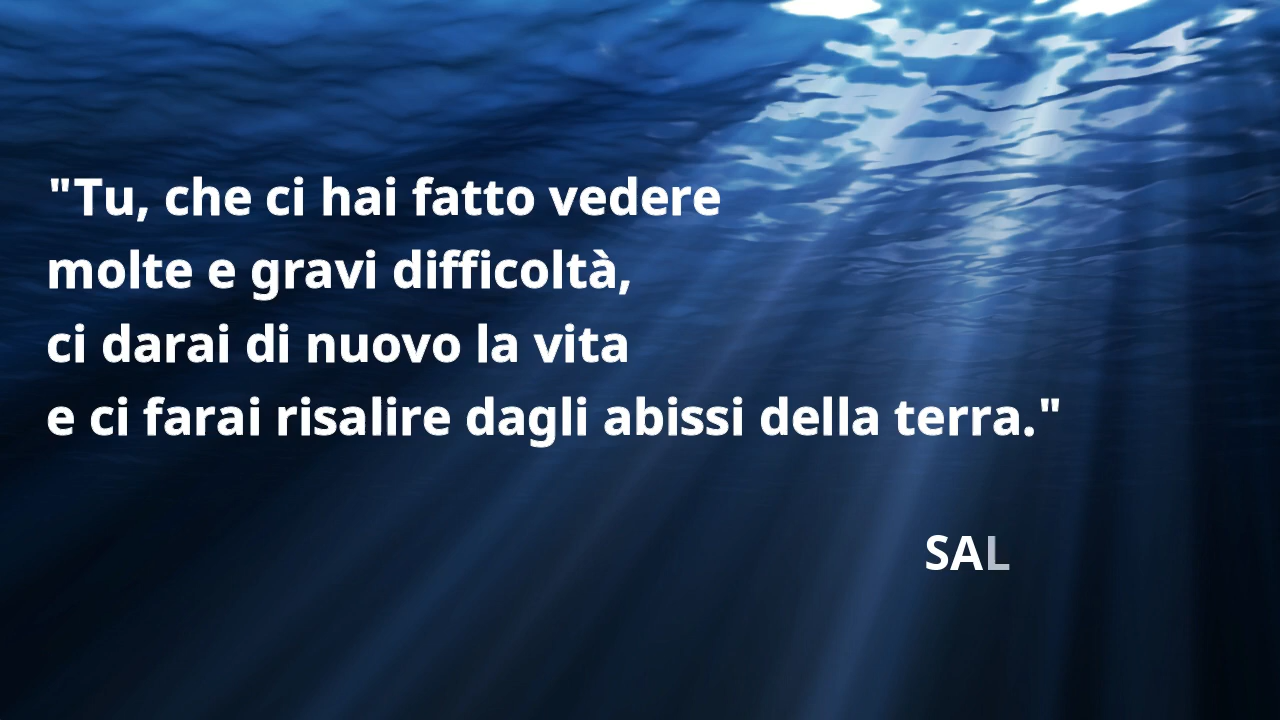 "Tu, che ci hai fatto vedere
molte e gravi difficoltà,
ci darai di nuovo la vita
e ci farai risalire dagli abissi della terra."
SAL